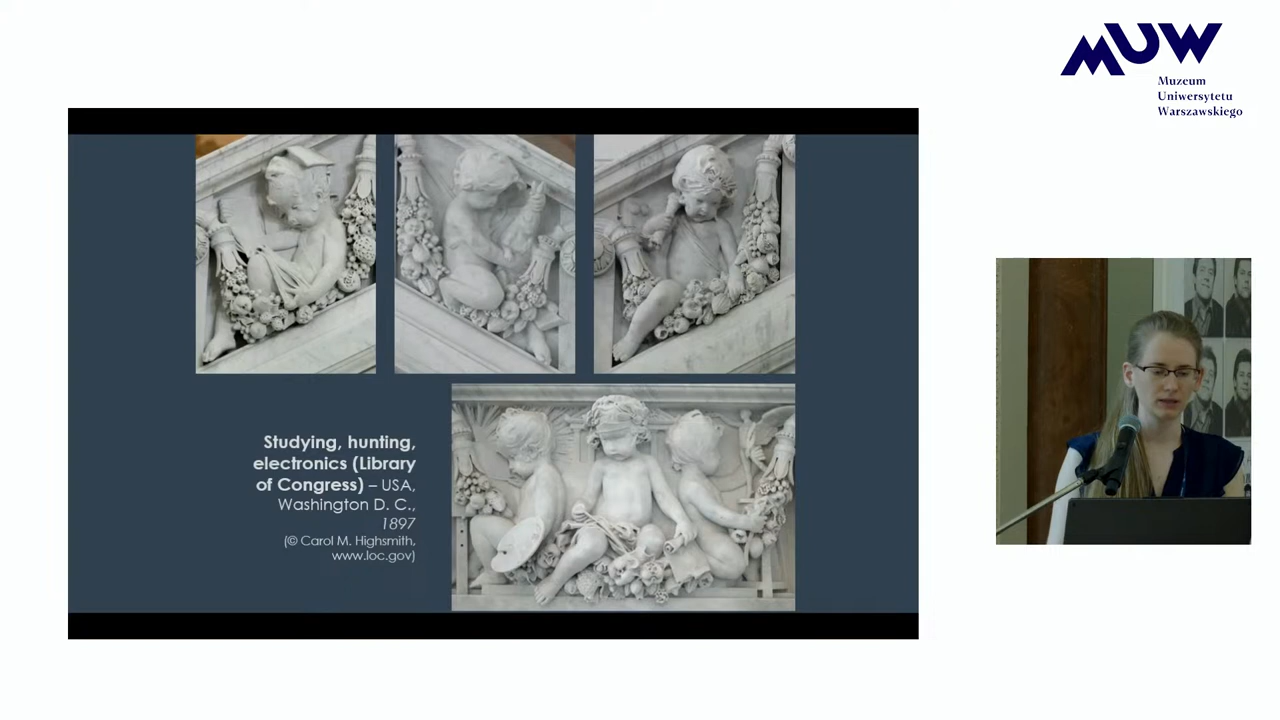 MUW
Muzeum
Uniwersytetu
Warszawskiego
Studying, hunting,
electronics (Library
of Congress) – USA,
Washington D. C.,
1897
(© Carol M. Highsmith,
www.loc.gov)